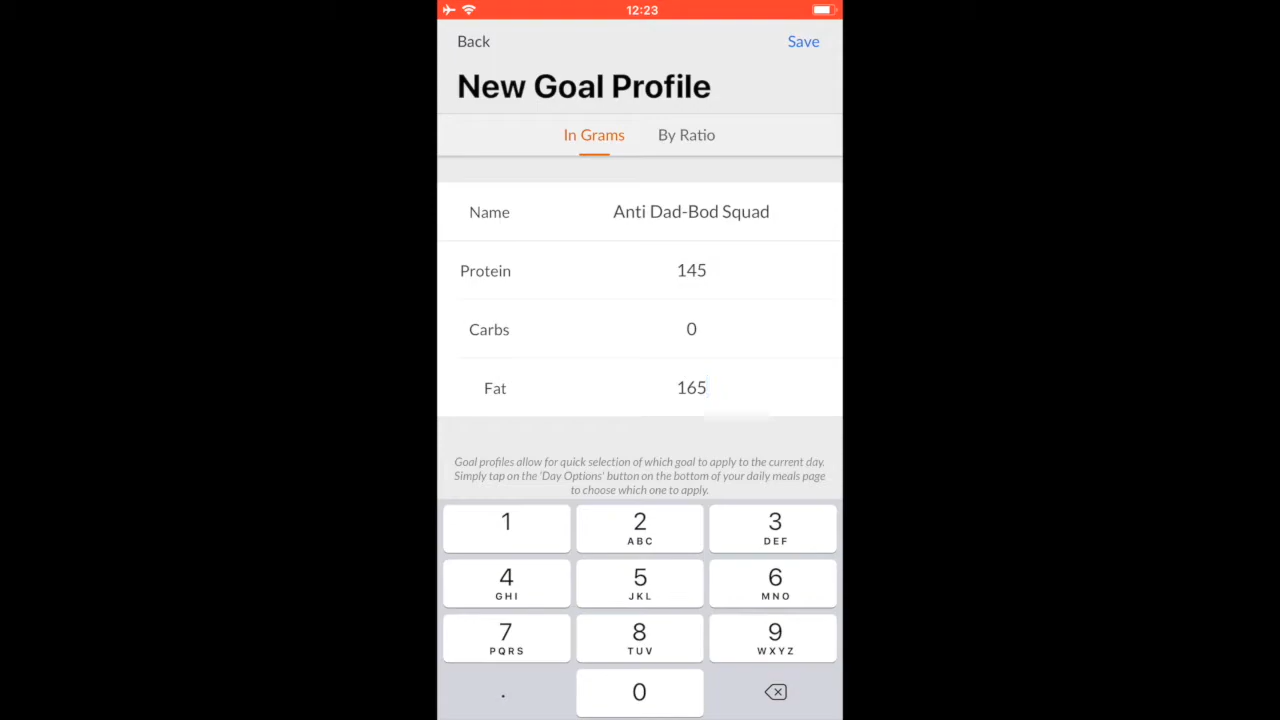 12:23
Back Save
New Goal Profile
In Grams By Ratio
Name Anti Dad-Bod Squad
Protein 145
Carbs 0
Fat 165
Goal profiles allow for quick selection of which goal to apply to the current day.
Simply tap on the 'Day Options' button on the bottom of your daily meals page
to choose which one to apply.
1 2 3
ABC DEF
4 5 6
GHI JKL MNO
7 8 9
PQRS TUV WXYZ
. 0